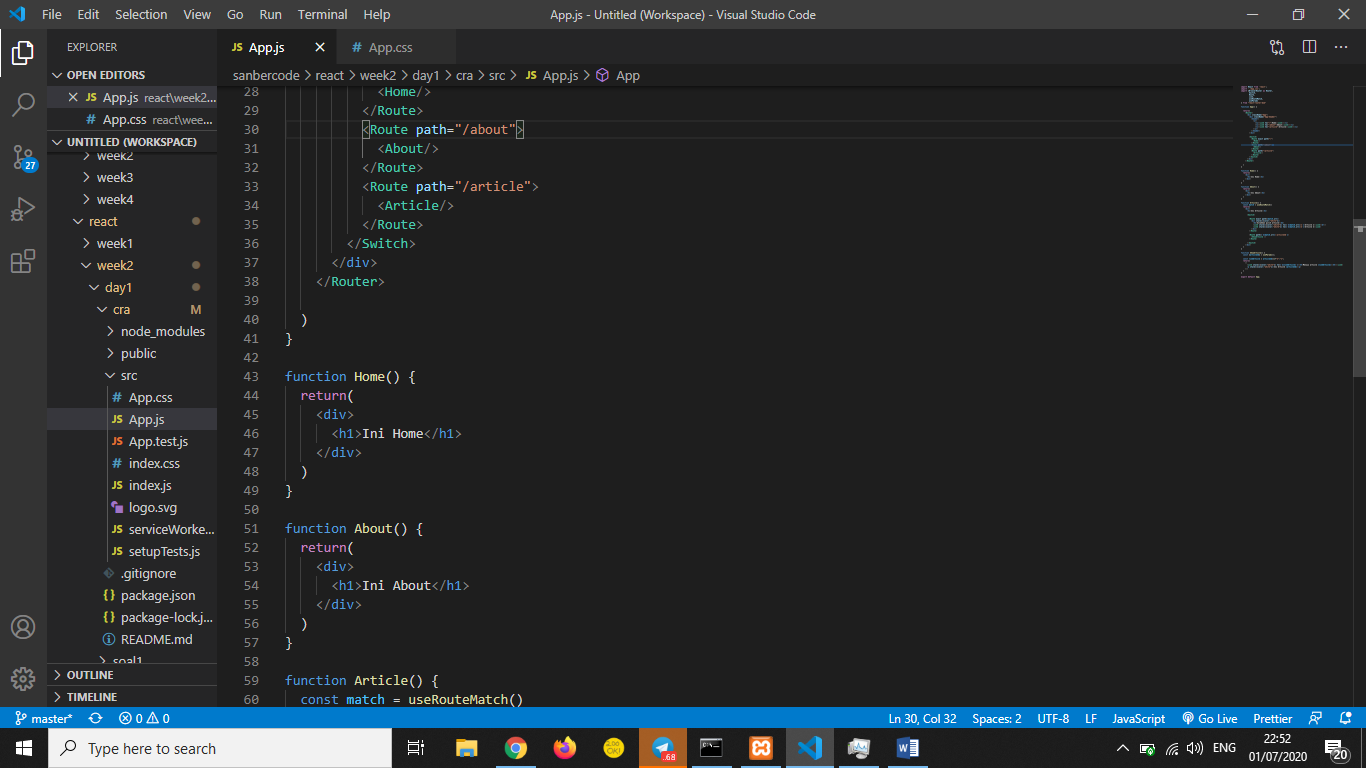 File Edit Selection View Go Run Terminal Help App.js - Untitled (Workspace) - Visual Studio Code
EXPLORER
OPEN EDITORS
JS App.js react\week2...
# App.css react\wee...
UNTITLED (WORKSPACE)
week2
week3
week4
react
week1
week2
day1
cra M
node_modules
public
src
# App.css
JS App.js
JS App.test.js
# index.css
JS index.js
logo.svg
JS serviceWorke...
JS setupTests.js
.gitignore
{} package.json
{} package-lock.j...
README.md
soal1
OUTLINE
TIMELINE
27
JS App.js # App.css
sanbercode > react > week2 > day1 > cra > src > JS App.js > App
28 <Home/>
29 </Route>
30 <Route path="/about">
31 <About/>
32 </Route>
33 <Route path="/article">
34 <Article/>
35 </Route>
36 </Switch>
37 </div>
38 </Router>
39
40 )
41 }
42
43 function Home() {
44 return(
45 <div>
46 <h1>Ini Home</h1>
47 </div>
48 )
49 }
50
51 function About() {
52 return(
53 <div>
54 <h1>Ini About</h1>
55 </div>
56 )
57 }
58
59 function Article() {
60 const match = useRouteMatch()
master* 0 0 Ln 30, Col 32 Spaces: 2 UTF-8 LF JavaScript Go Live Prettier
Type here to search
.68
ENG
22:52
01/07/2020
20